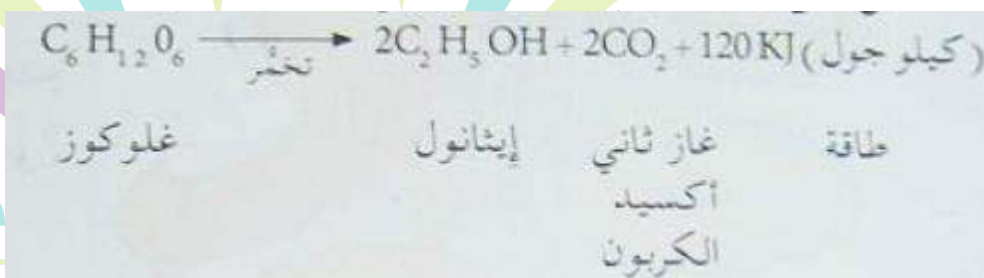 C₆H₁₂O₆ → 2C₂H₅OH + 2CO₂ + 120 KJ (كيلو جول)
تخمُّر
غلوكوز إيثانول غاز ثاني طاقة
أكسيد
الكربون